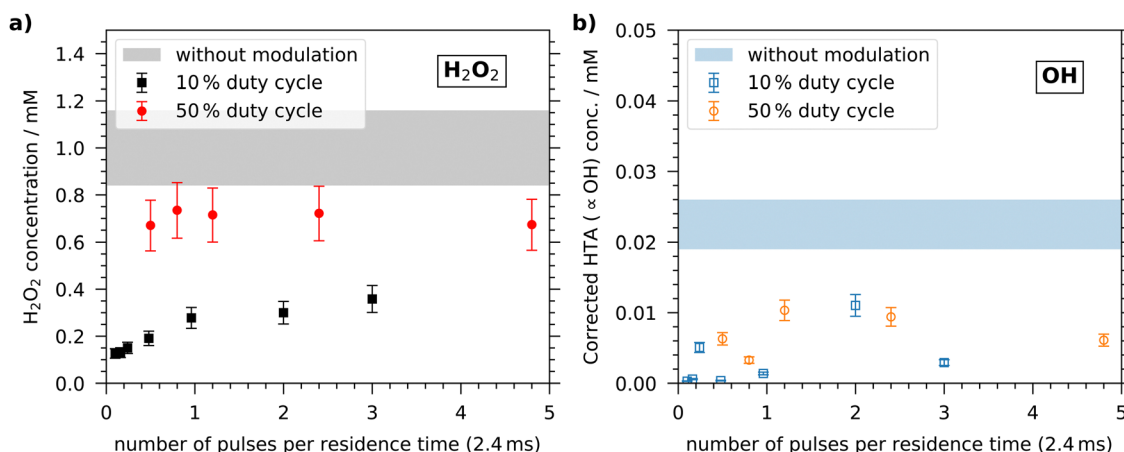 a)
H₂O₂ concentration / mM
1.4
1.2
1.0
0.8
0.6
0.4
0.2
0.0
without modulation
10 % duty cycle
50 % duty cycle
H₂O₂
0 1 2 3 4 5
number of pulses per residence time (2.4 ms)
b)
Corrected HTA ( ∝ OH) conc. / mM
0.05
0.04
0.03
0.02
0.01
0.00
without modulation
10 % duty cycle
50 % duty cycle
OH
0 1 2 3 4 5
number of pulses per residence time (2.4 ms)